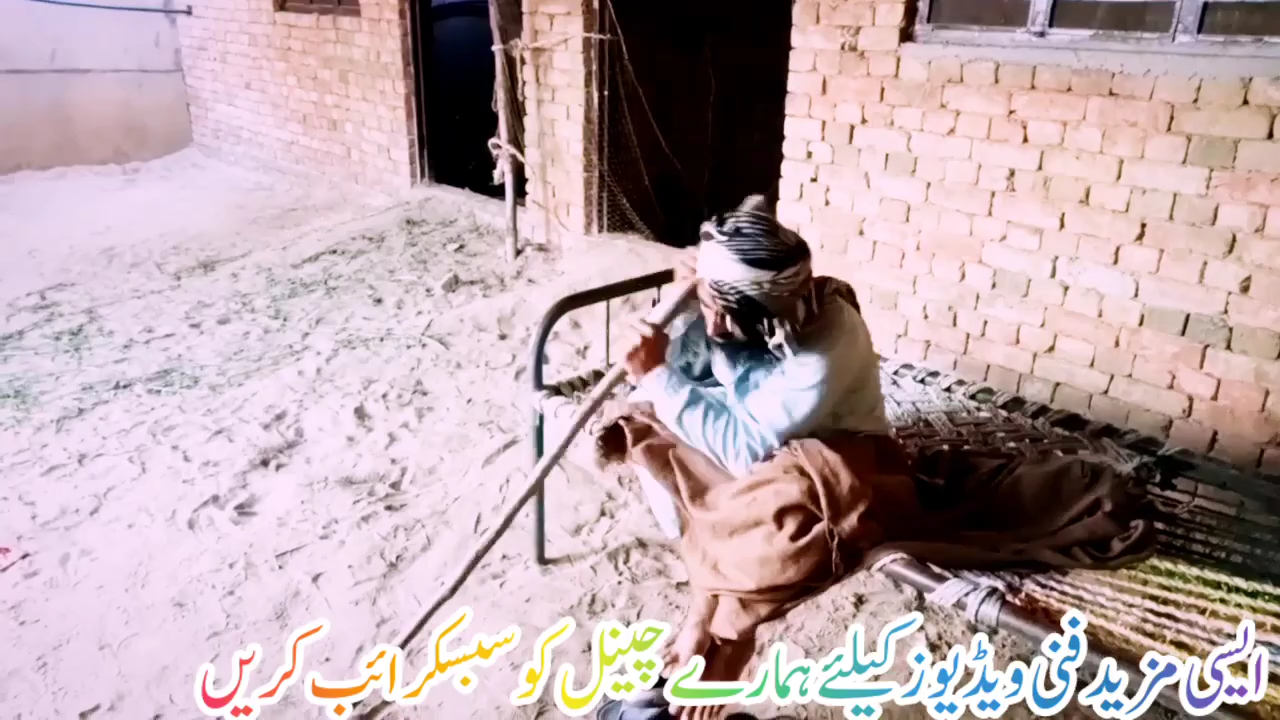 ایسی مزید فنی ویڈیوز کیلئے ہمارے چینل کو سبسکرائب کریں